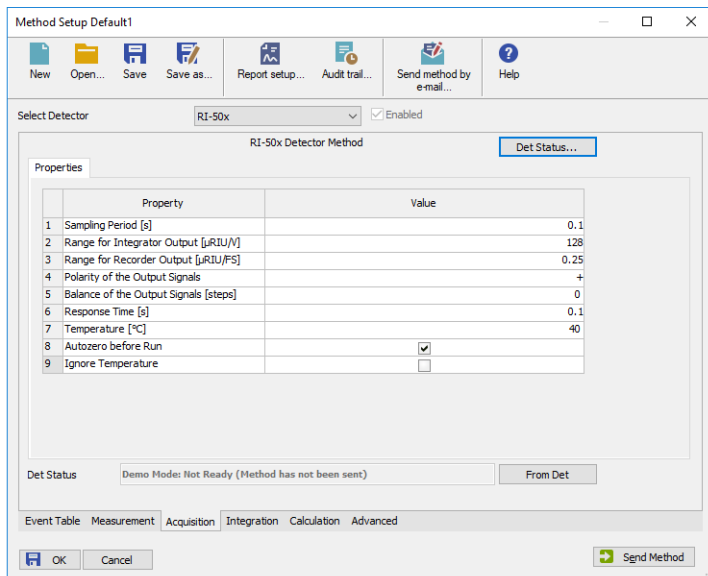 Method Setup Default1
New Open... Save Save as... Report setup... Audit trail... Send method by e-mail... Help
Select Detector RI-50x Enabled
RI-50x Detector Method Det Status...
Properties
Property Value
1 Sampling Period [s] 0.1
2 Range for Integrator Output [µRIU/V] 128
3 Range for Recorder Output [µRIU/FS] 0.25
4 Polarity of the Output Signals +
5 Balance of the Output Signals [steps] 0
6 Response Time [s] 0.1
7 Temperature [°C] 40
8 Autozero before Run
9 Ignore Temperature
Det Status Demo Mode: Not Ready (Method has not been sent) From Det
Event Table Measurement Acquisition Integration Calculation Advanced
OK Cancel Send Method